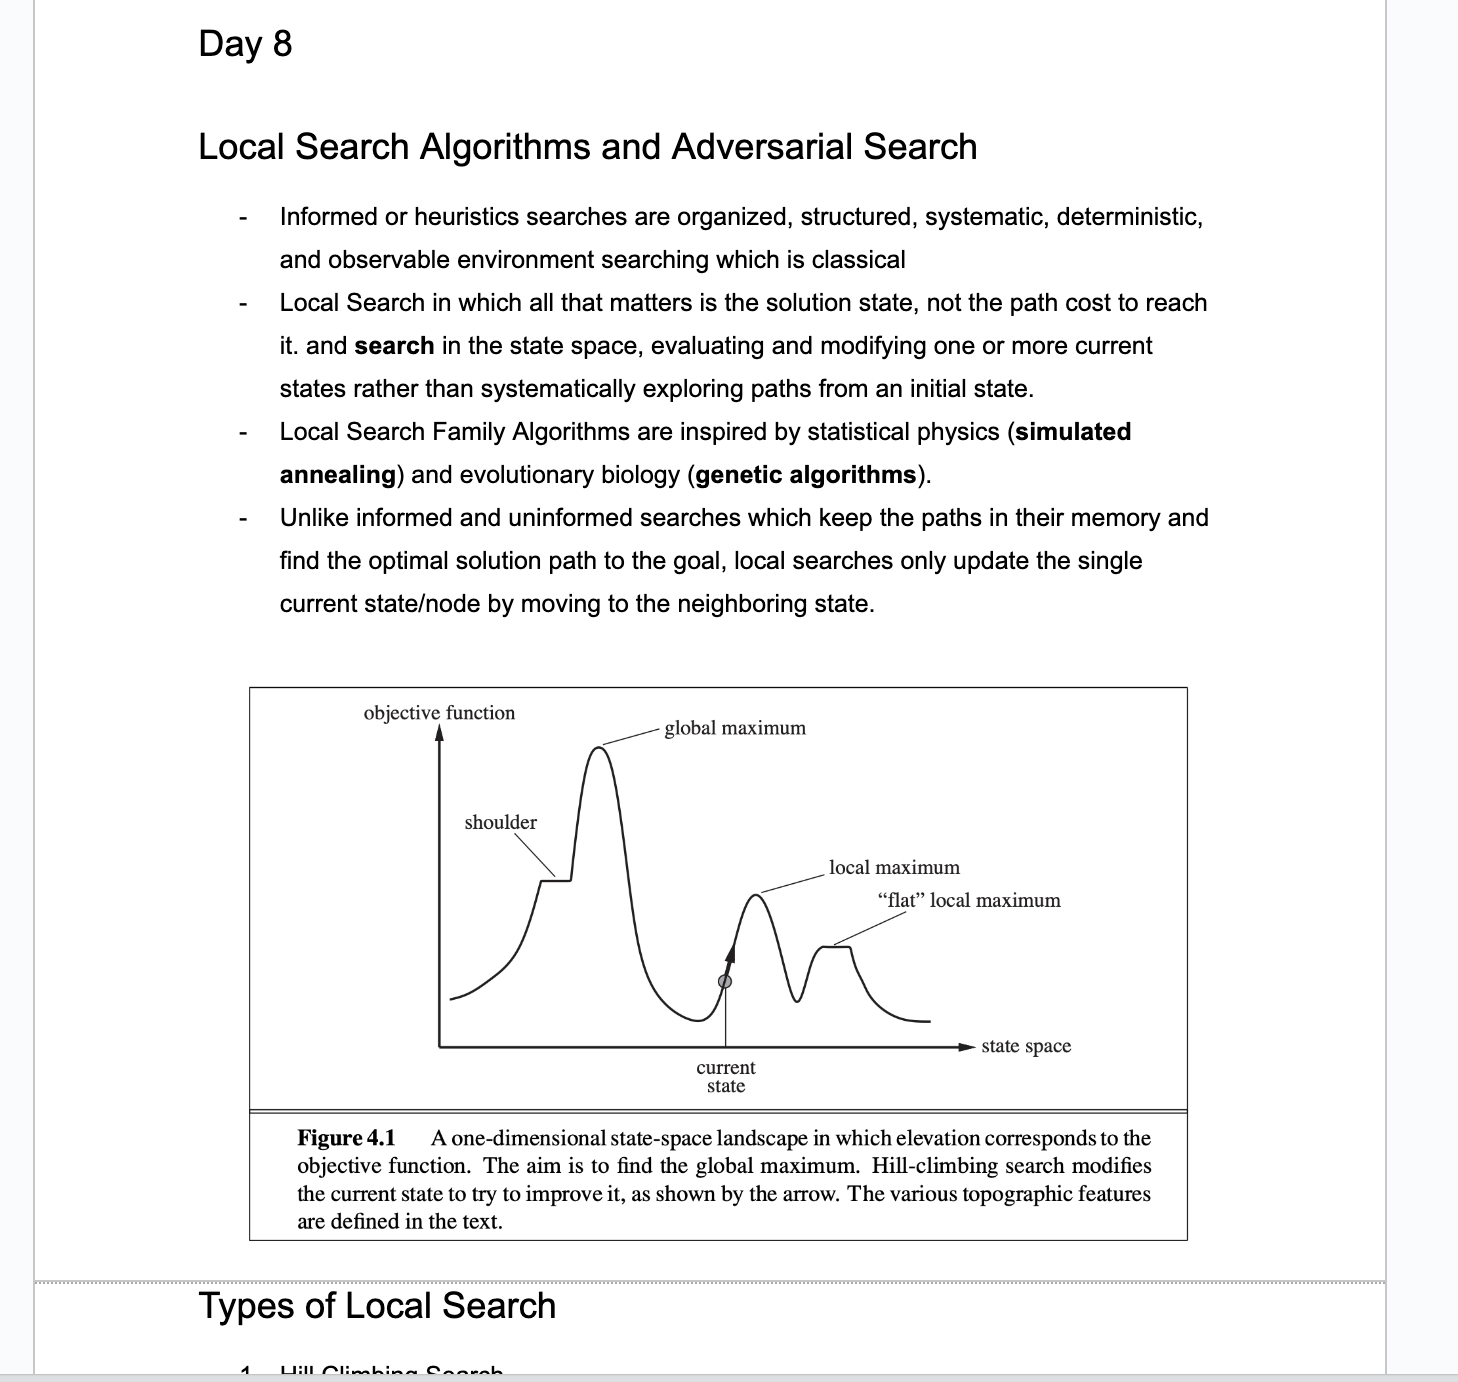 Day 8
Local Search Algorithms and Adversarial Search
- Informed or heuristics searches are organized, structured, systematic, deterministic,
and observable environment searching which is classical
- Local Search in which all that matters is the solution state, not the path cost to reach
it. and search in the state space, evaluating and modifying one or more current
states rather than systematically exploring paths from an initial state.
- Local Search Family Algorithms are inspired by statistical physics (simulated
annealing) and evolutionary biology (genetic algorithms).
- Unlike informed and uninformed searches which keep the paths in their memory and
find the optimal solution path to the goal, local searches only update the single
current state/node by moving to the neighboring state.
objective function
global maximum
shoulder
local maximum
“flat” local maximum
state space
current
state
Figure 4.1 A one-dimensional state-space landscape in which elevation corresponds to the
objective function. The aim is to find the global maximum. Hill-climbing search modifies
the current state to try to improve it, as shown by the arrow. The various topographic features
are defined in the text.
Types of Local Search
1 Hill Climbing Search